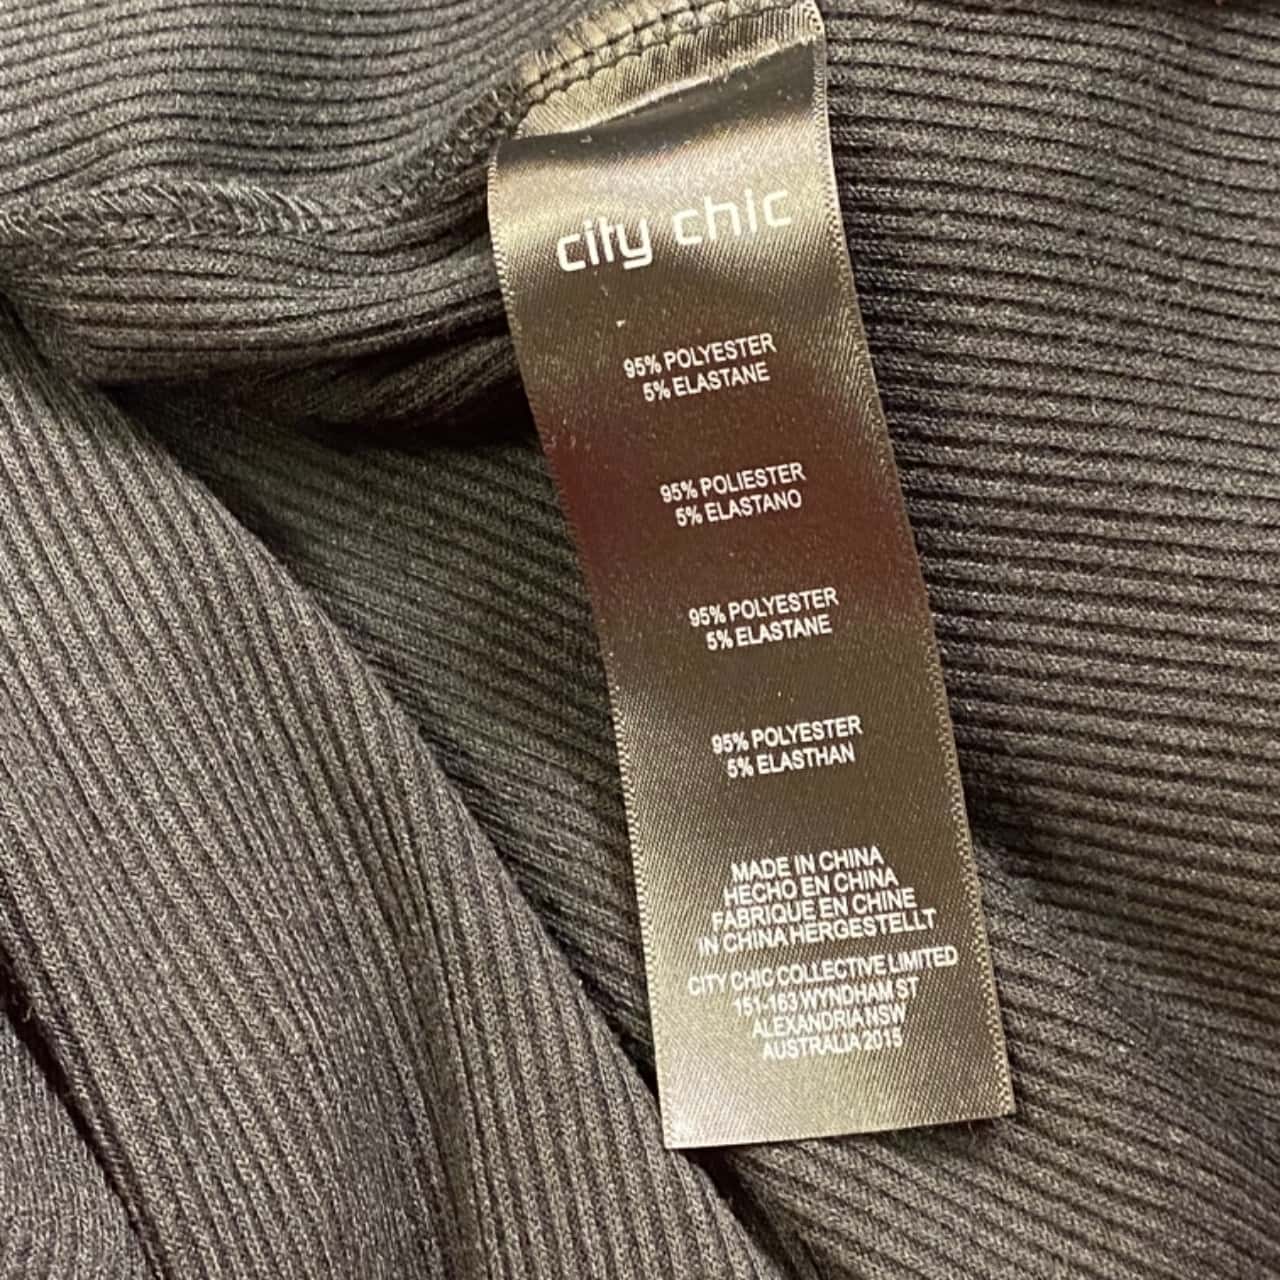 city chic
95% POLYESTER
5% ELASTANE
95% POLIESTER
5% ELASTANO
95% POLYESTER
5% ELASTANE
95% POLYESTER
5% ELASTHAN
MADE IN CHINA
HECHO EN CHINA
FABRIQUE EN CHINE
IN CHINA HERGESTELLT
CITY CHIC COLLECTIVE LIMITED
151-163 WYNDHAM ST
ALEXANDRIA NSW
AUSTRALIA 2015